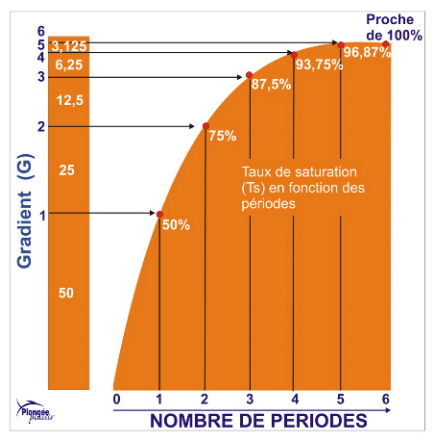 Proche
de 100%
6
5
4
3
2
1
3,125
6,25
12,5
25
50
Gradient (G)
50%
75%
87,5%
93,75%
96,87%
Taux de saturation
(Ts) en fonction des
périodes
0 1 2 3 4 5 6
NOMBRE DE PERIODES
Plongée
plaisir